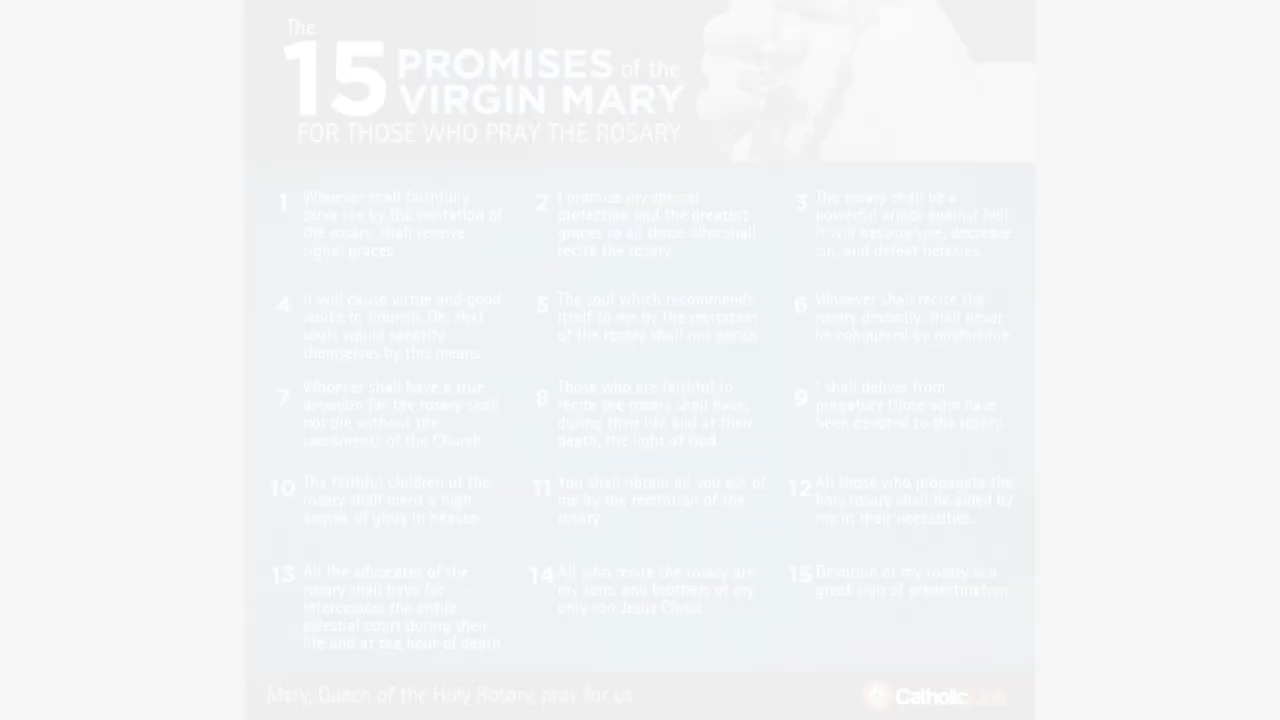 The
15 PROMISES of the
VIRGIN MARY
FOR THOSE WHO PRAY THE ROSARY
1 Whoever shall faithfully
serve me by the recitation of
the rosary, shall receive
signal graces.
2 I promise my special
protection and the greatest
graces to all those who shall
recite the rosary.
3 The rosary shall be a
powerful armor against hell.
It will destroy vice, decrease
sin, and defeat heresies.
4 It will cause virtue and good
works to flourish.
souls would sanctify
themselves by this means.
5 The soul which recommends
itself to me by the recitation
of the rosary shall not perish.
6 Whoever shall recite the
rosary devoutly, shall never
be conquered by misfortune.
7 Whoever shall have a true
devotion for the rosary shall
not die without the
sacraments of the Church.
8 Those who are faithful to
recite the rosary shall have,
during their life and at their
death, the light of God
9 I shall deliver from
purgatory those who have
been devoted to the rosary.
10 The faithful children of the
rosary shall merit a high
degree of glory in heaven
11 You shall obtain all you ask of
me by the recitation of the
rosary
12 All those who propagate the
holy rosary shall be aided by
me in their necessities.
13 All the advocates of the
rosary shall have for
intercessors the entire
celestial court during their
life and at the hour of death
14 All who recite the rosary are
my sons, and brothers of my
only son Jesus Christ.
15 Devotion of my rosary is a
great sign of predestination.
Mary, Queen of the Holy Rosary, pray for us
CatholicLink